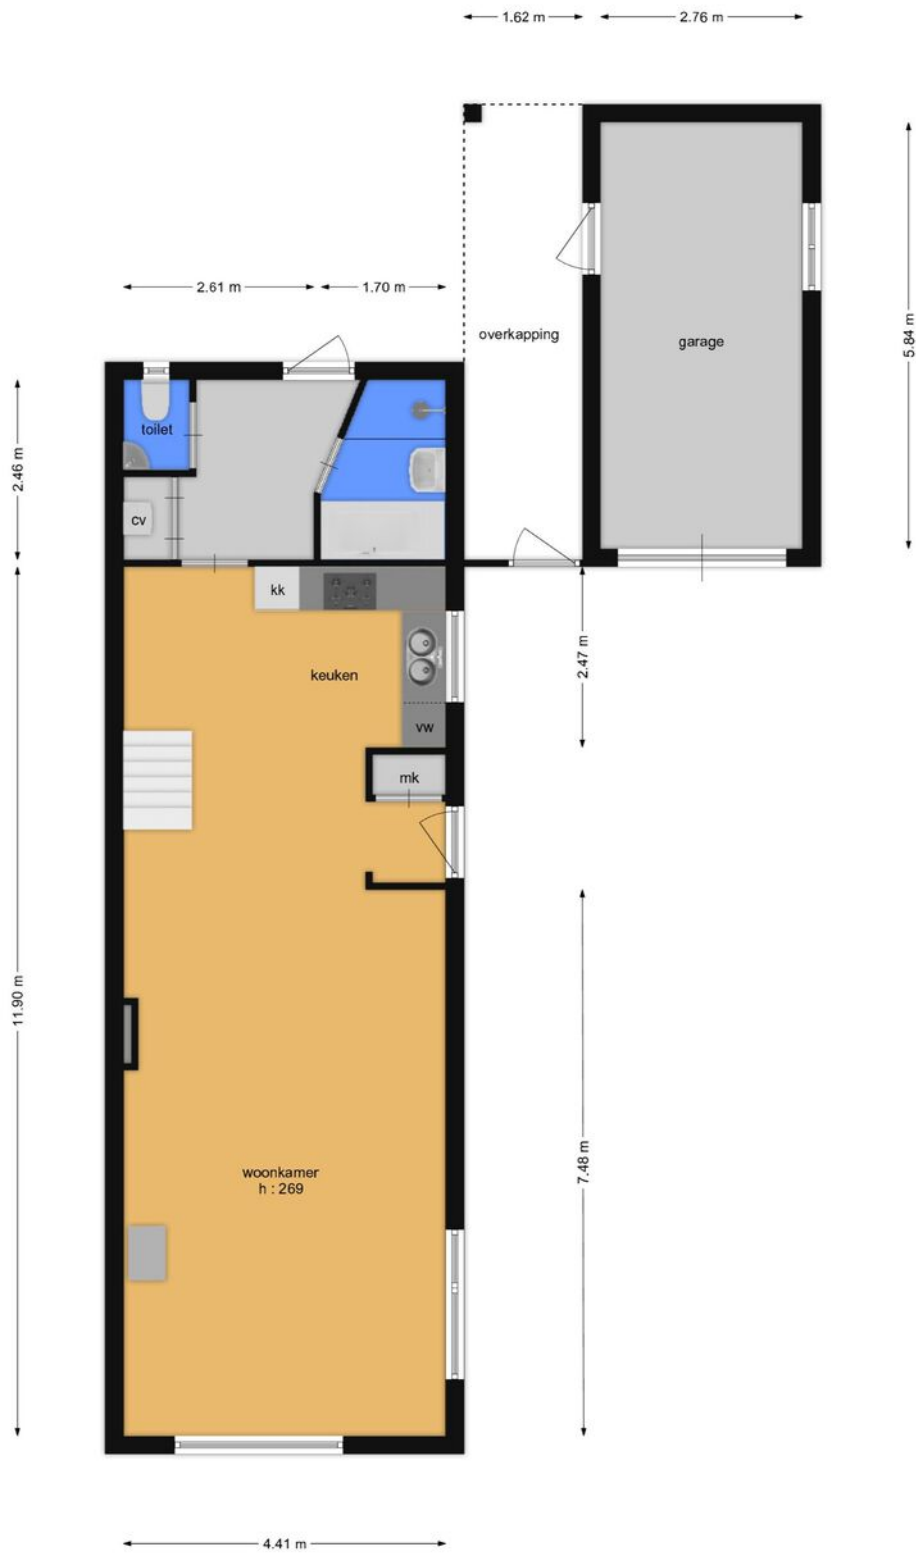 1.62 m
2.76 m
5.84 m
2.61 m
1.70 m
overkapping
garage
toilet
2.46 m
cv
kk
keuken
2.47 m
vw
mk
11.90 m
7.48 m
woonkamer
h : 269
4.41 m